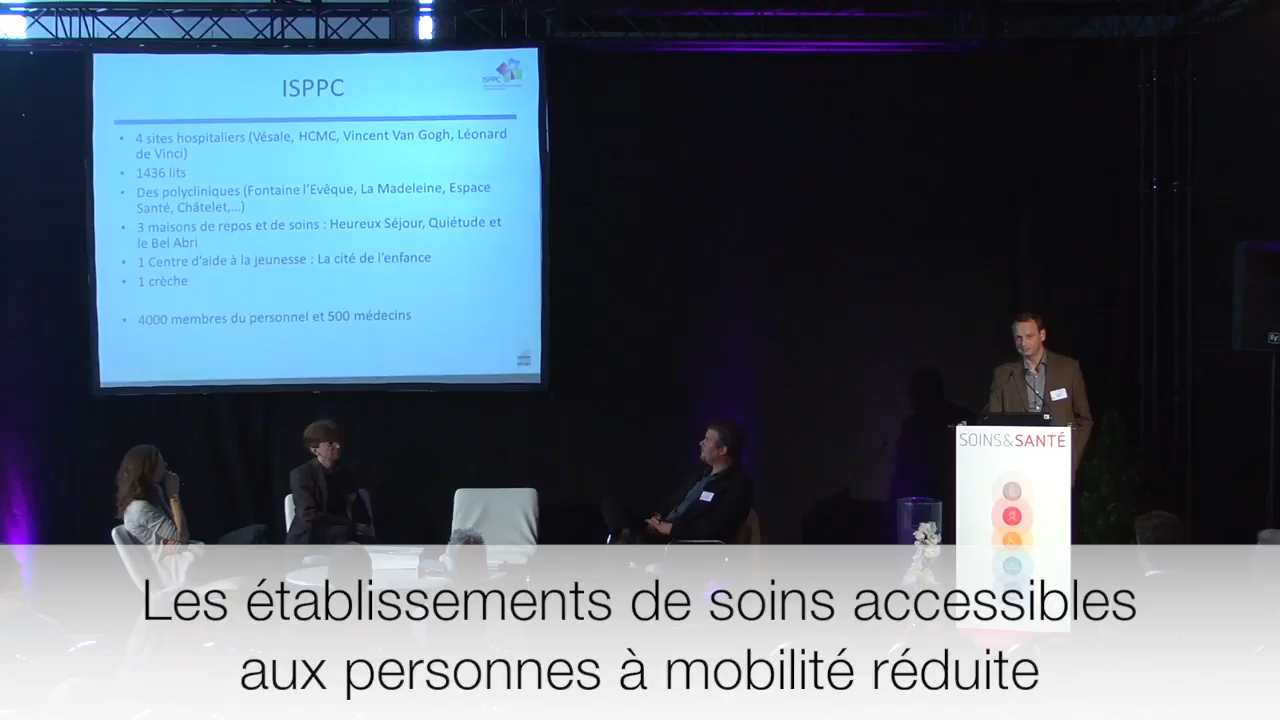 ISPPC
ISPPC
• 4 sites hospitaliers (Vésale, HCMC, Vincent Van Gogh, Léonard
de Vinci)
• 1436 lits
• Des polycliniques (Fontaine l'Evêque, La Madeleine, Espace
Santé, Châtelet,...)
• 3 maisons de repos et de soins : Heureux Séjour, Quiétude et
le Bel Abri
• 1 Centre d'aide à la jeunesse : La cité de l'enfance
• 1 crèche
• 4000 membres du personnel et 500 médecins
SOINS&SANTÉ
Les établissements de soins accessibles
aux personnes à mobilité réduite